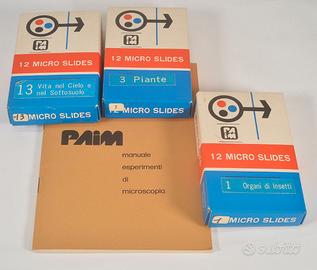 PAIM
12 MICRO SLIDES
13 Vita nel Cielo e
nel Sottosuolo
13 MICRO SLIDES
PAIM
12 MICRO SLIDES
3 Piante
3
12 MICRO SLIDES
PAIM
manuale
esperimenti
di
microscopia
PAIM
12 MICRO SLIDES
1 Organi di Insetti
1 MICRO SLIDES
subito